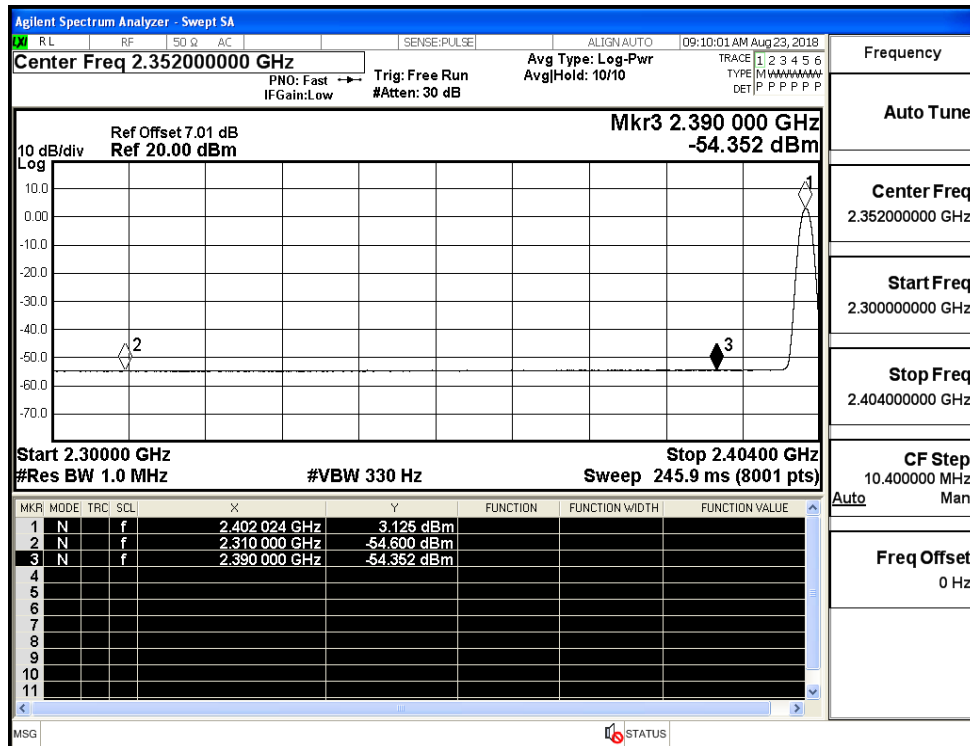 Agilent Spectrum Analyzer - Swept SA
LXI RL RF 50 Ω AC SENSE:PULSE ALIGN AUTO 09:10:01 AM Aug 23, 2018
Center Freq 2.352000000 GHz
PNO: Fast
IFGain:Low
Trig: Free Run
#Atten: 30 dB
Avg Type: Log-Pwr
Avg|Hold: 10/10
TRACE 1 2 3 4 5 6
TYPE M WWWWW
DET P P P P P P
Ref Offset 7.01 dB
10 dB/div Ref 20.00 dBm
Log
Mkr3 2.390 000 GHz
-54.352 dBm
10.0
0.00
-10.0
-20.0
-30.0
-40.0
-50.0
-60.0
-70.0
1
2
3
Start 2.30000 GHz Stop 2.40400 GHz
#Res BW 1.0 MHz #VBW 330 Hz Sweep 245.9 ms (8001 pts)
MKR MODE TRC SCL X Y FUNCTION FUNCTION WIDTH FUNCTION VALUE
1 N f 2.402 024 GHz 3.125 dBm
2 N f 2.310 000 GHz -54.600 dBm
3 N f 2.390 000 GHz -54.352 dBm
4
5
6
7
8
9
10
11
MSG STATUS
Frequency
Auto Tune
Center Freq
2.352000000 GHz
Start Freq
2.300000000 GHz
Stop Freq
2.404000000 GHz
CF Step
10.400000 MHz
Auto Man
Freq Offset
0 Hz